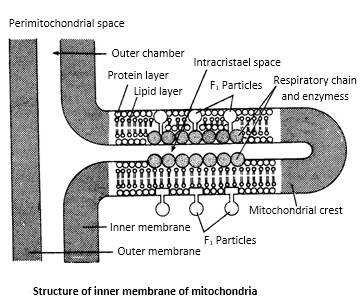 Perimitochondrial space
Outer chamber
Intracristael space
Protein layer
F₁ Particles
Respiratory chain
and enzymess
Lipid layer
Mitochondrial crest
Inner membrane
F₁ Particles
Outer membrane
Structure of inner membrane of mitochondria